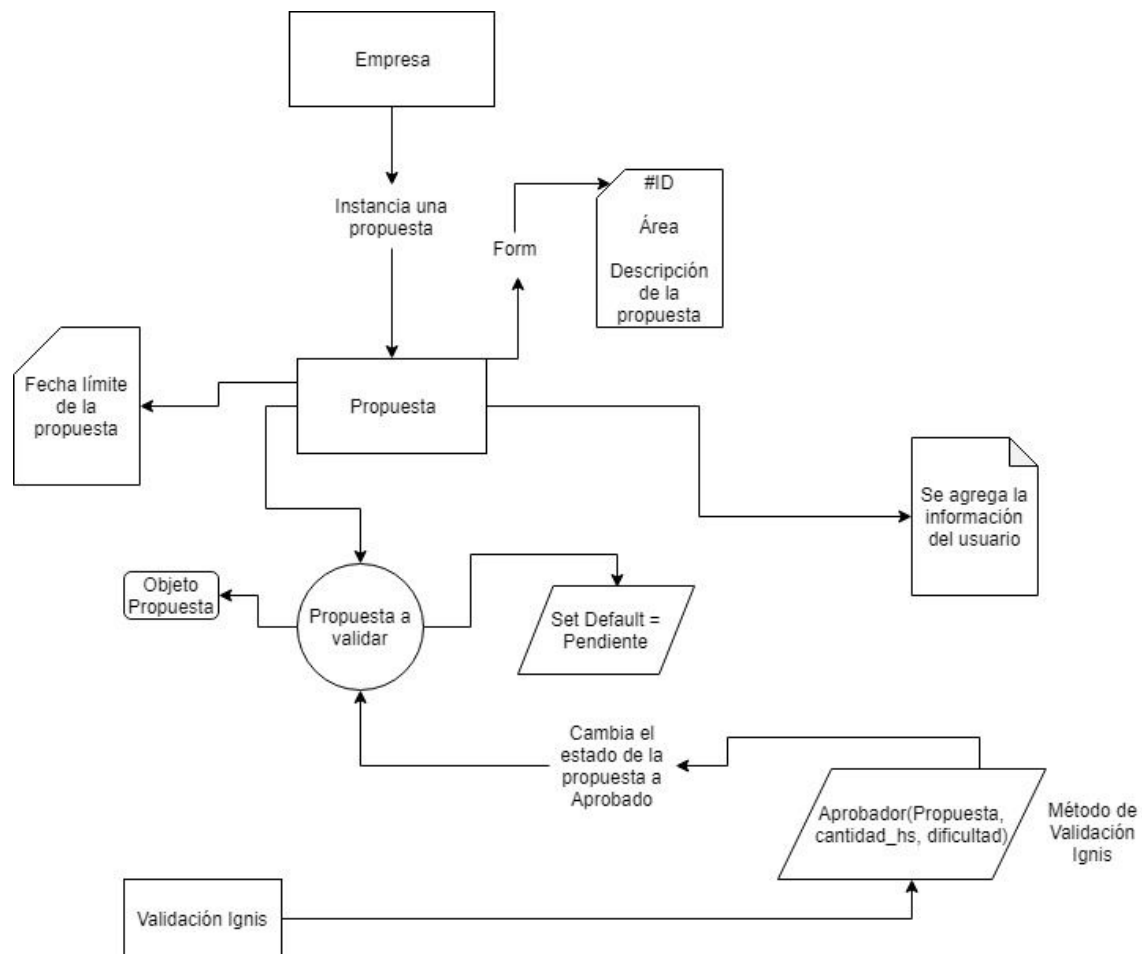 Empresa
Instancia una
propuesta
Form
#ID
Área
Descripción
de la
propuesta
Fecha límite
de la
propuesta
Propuesta
Se agrega la
información
del usuario
Objeto
Propuesta
Propuesta a
validar
Set Default =
Pendiente
Cambia el
estado de la
propuesta a
Aprobado
Aprobador(Propuesta,
cantidad_hs, dificultad)
Método de
Validación
Ignis
Validación Ignis